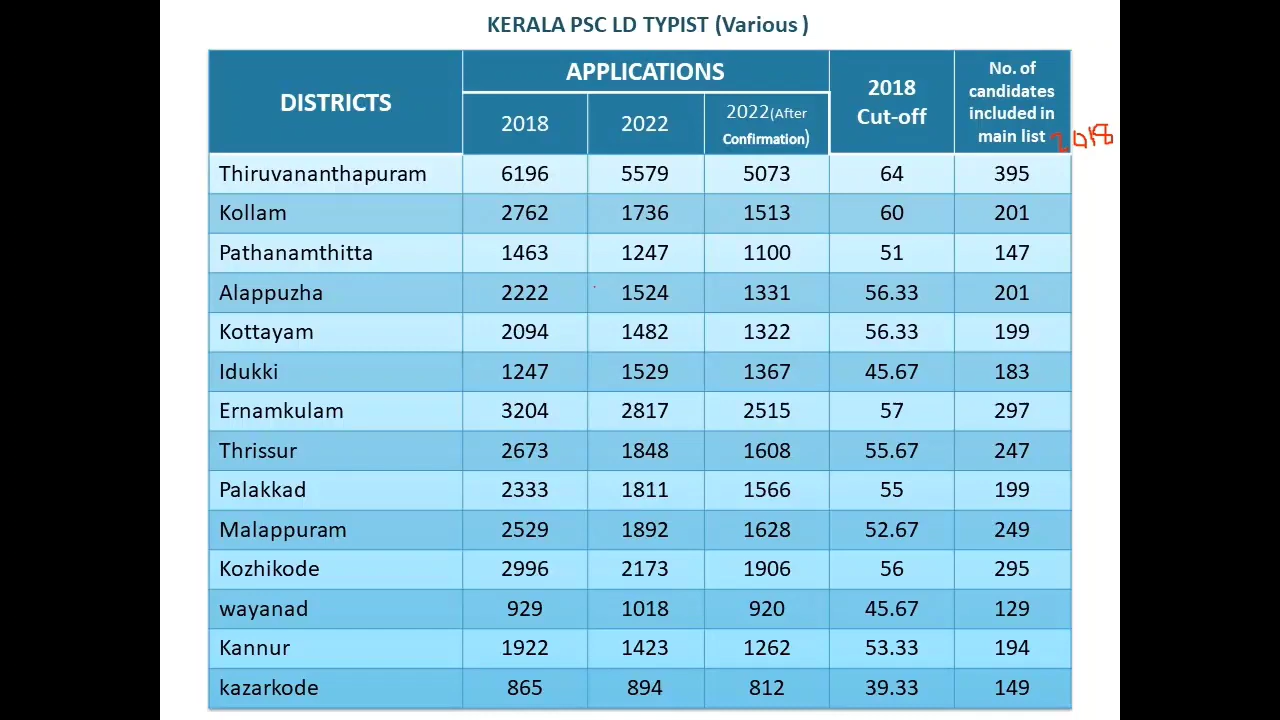 KERALA PSC LD TYPIST (Various )
DISTRICTS APPLICATIONS 2018 Cut-off No. of candidates included in main list 2018
2018 2022 2022(After Confirmation)
Thiruvananthapuram 6196 5579 5073 64 395
Kollam 2762 1736 1513 60 201
Pathanamthitta 1463 1247 1100 51 147
Alappuzha 2222 1524 1331 56.33 201
Kottayam 2094 1482 1322 56.33 199
Idukki 1247 1529 1367 45.67 183
Ernamkulam 3204 2817 2515 57 297
Thrissur 2673 1848 1608 55.67 247
Palakkad 2333 1811 1566 55 199
Malappuram 2529 1892 1628 52.67 249
Kozhikode 2996 2173 1906 56 295
wayanad 929 1018 920 45.67 129
Kannur 1922 1423 1262 53.33 194
kazarkode 865 894 812 39.33 149